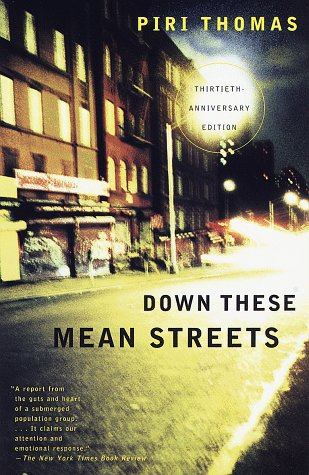 PIRI THOMAS
THIRTIETH-
ANNIVERSARY
EDITION
DOWN THESE
MEAN STREETS
"A report from
the guts and heart
of a submerged
population group.
. . . It claims our
attention and
emotional response."
—The New York Times Book Review